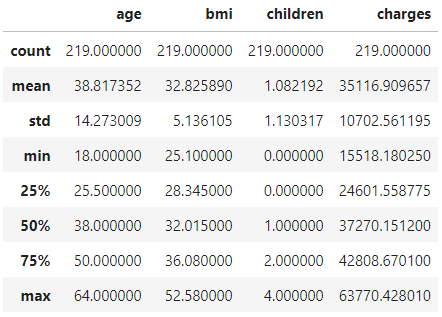 age bmi children charges
count 219.000000 219.000000 219.000000 219.000000
mean 38.817352 32.825890 1.082192 35116.909657
std 14.273009 5.136105 1.130317 10702.561195
min 18.000000 25.100000 0.000000 15518.180250
25% 25.500000 28.345000 0.000000 24601.558775
50% 38.000000 32.015000 1.000000 37270.151200
75% 50.000000 36.080000 2.000000 42808.670100
max 64.000000 52.580000 4.000000 63770.428010